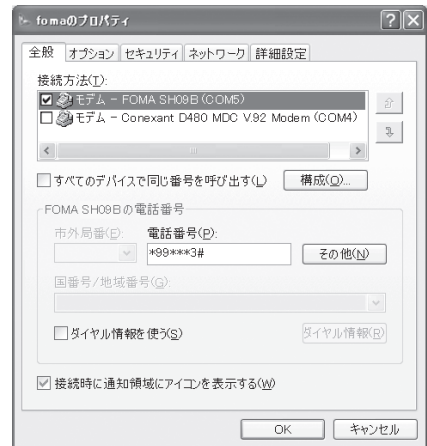 fomaのプロパティ
全般 オプション セキュリティ ネットワーク 詳細設定
接続方法(T):
モデム - FOMA SH09B (COM5)
モデム - Conexant D480 MDC V.92 Modem (COM4)
すべてのデバイスで同じ番号を呼び出す(L) 構成(O)...
FOMA SH09Bの電話番号
市外局番(E): 電話番号(P):
*99***3# その他(N)
国番号/地域番号(G):
ダイヤル情報を使う(S) ダイヤル情報(R)
接続時に通知領域にアイコンを表示する(W)
OK キャンセル